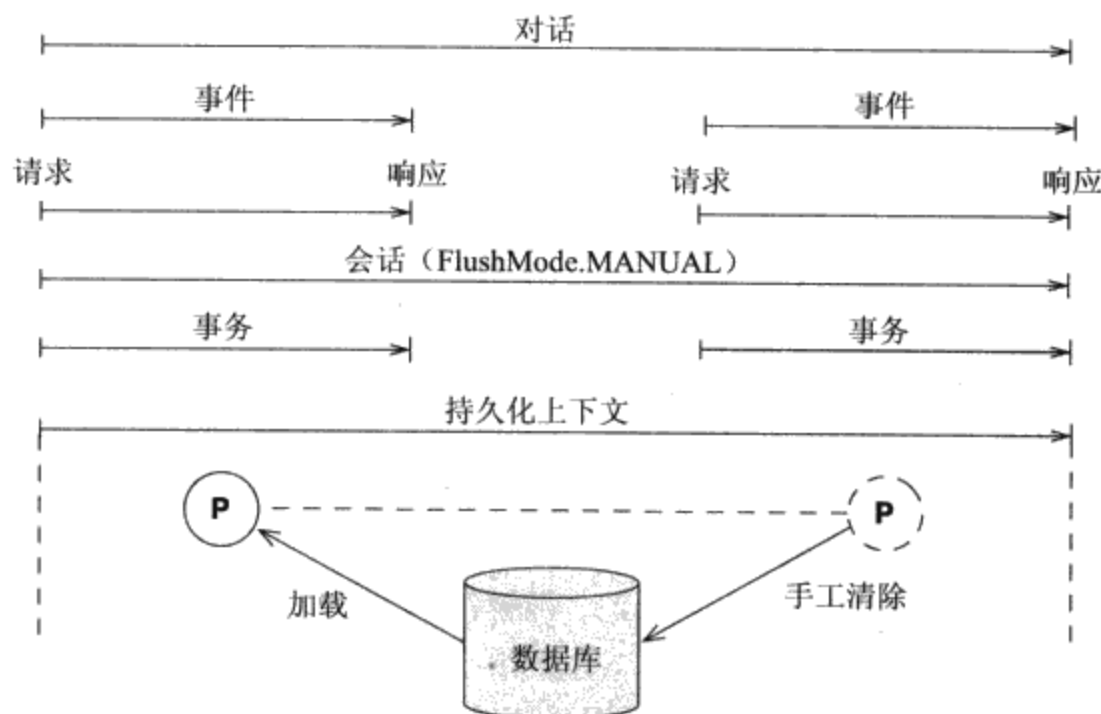 对话
事件 事件
请求 响应 请求 响应
会话（FlushMode.MANUAL）
事务 事务
持久化上下文
P P
加载 手工清除
数据库